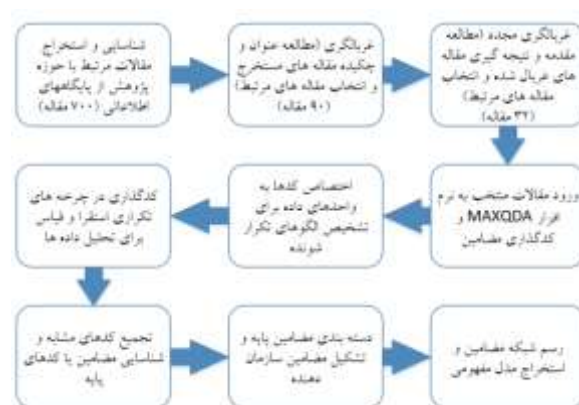 شناسایی و استخراج
مقالات مرتبط با حوزه
پژوهش از پایگاههای
اطلاعاتی (۷۰۰ مقاله)
غربالگری (مطالعه عنوان و
چکیده مقاله های مستخرج
و انتخاب مقاله های مرتبط)
(۹۰ مقاله)
غربالگری مجدد (مطالعه
مقدمه و نتیجه گیری مقاله
های غربال شده و انتخاب
مقاله های مرتبط)
(۳۲ مقاله)
ورود مقالات منتخب به نرم
افزار MAXQDA و
کدگذاری مضامین
اختصاص کدها به
واحدهای داده برای
تشخیص الگوهای تکرار
شونده
کدگذاری در چرخه های
تکراری استقرا و قیاس
برای تحلیل داده ها
تجمیع کدهای مشابه و
شناسایی مضامین یا کدهای
پایه
دسته بندی مضامین پایه و
تشکیل مضامین سازمان
دهنده
رسم شبکه مضامین و
استخراج مدل مفهومی